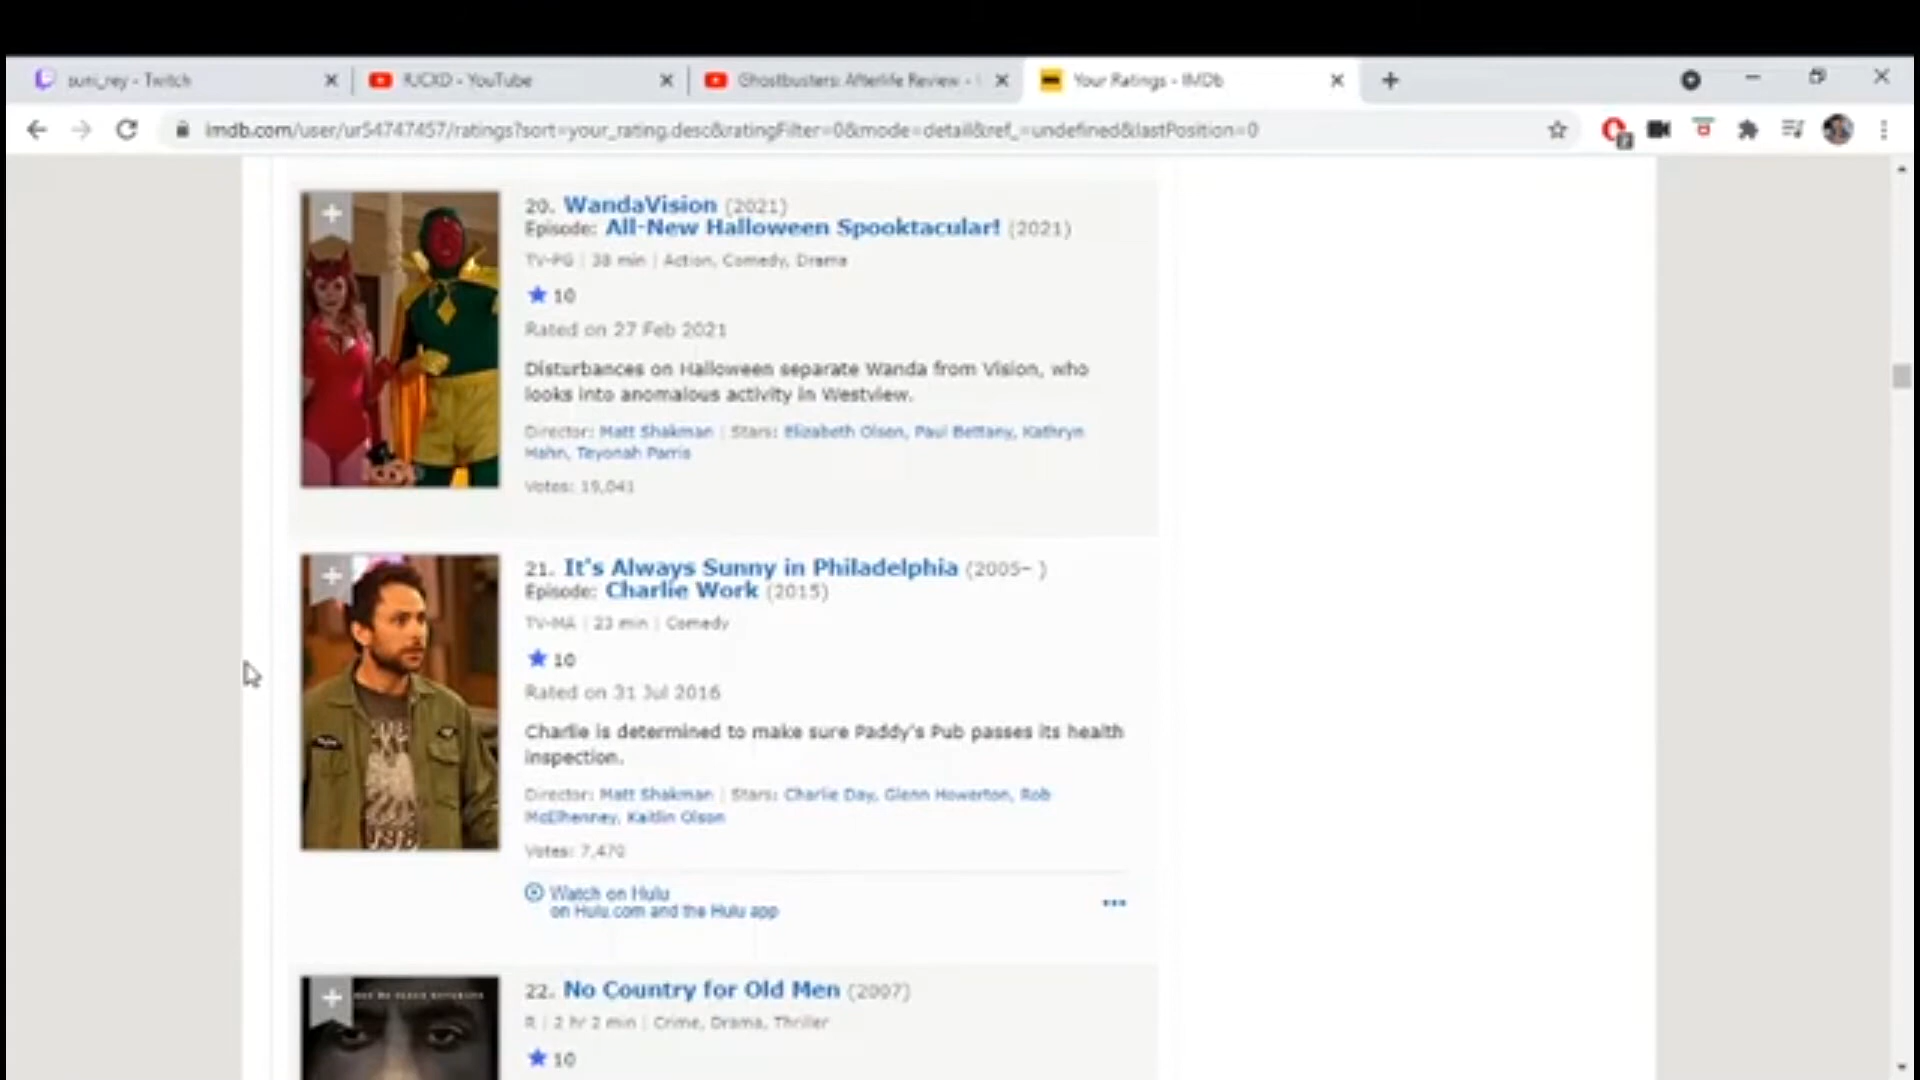 suni_rey - Twitch
RJCXD - YouTube
Ghostbusters: Afterlife Review -
Your Ratings - IMDb
imdb.com/user/ur54747457/ratings?sort=your_rating.desc&ratingFilter=0&mode=detail&ref_=undefined&lastPosition=0
20. WandaVision (2021)
Episode: All-New Halloween Spooktacular! (2021)
TV-PG | 38 min | Action, Comedy, Drama
10
Rated on 27 Feb 2021
Disturbances on Halloween separate Wanda from Vision, who
looks into anomalous activity in Westview.
Director: Matt Shakman | Stars: Elizabeth Olsen, Paul Bettany, Kathryn
Hahn, Teyonah Parris
Votes: 19,041
21. It's Always Sunny in Philadelphia (2005– )
Episode: Charlie Work (2015)
TV-MA | 23 min | Comedy
10
Rated on 31 Jul 2016
Charlie is determined to make sure Paddy's Pub passes its health
inspection.
Director: Matt Shakman | Stars: Charlie Day, Glenn Howerton, Rob
McElhenney, Kaitlin Olson
Votes: 7,470
Watch on Hulu
on Hulu.com and the Hulu app
22. No Country for Old Men (2007)
R | 2 hr 2 min | Crime, Drama, Thriller
10